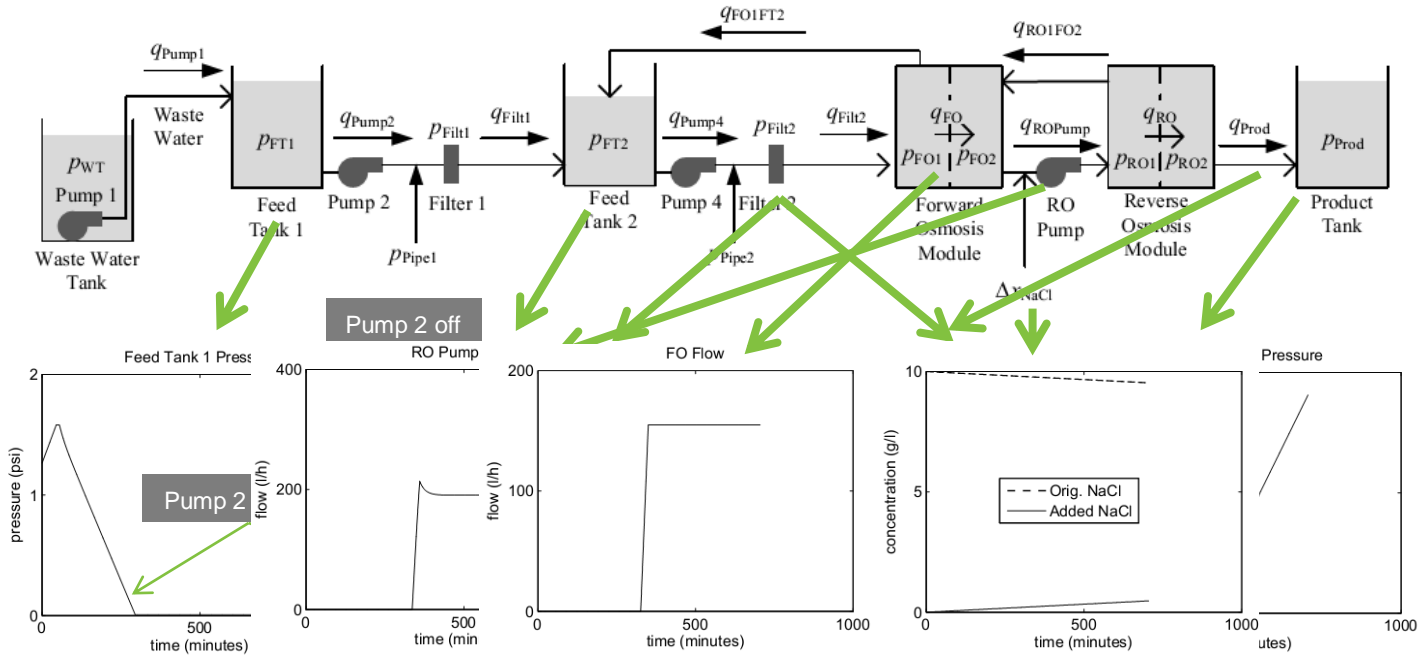 qFO1FT2
qRO1FO2
qPump1
Waste
Water
pWT
Pump 1
Waste Water
Tank
pFT1
Feed
Tank 1
qPump2
Pump 2
pFilt1
Filter 1
qFilt1
pPipe1
pFT2
Feed
Tank 2
qPump4
Pump 4
pFilt2
Filter 2
qFilt2
pPipe2
qFO
pFO1
pFO2
Forward
Osmosis
Module
qROPump
RO
Pump
ΔxNaCl
qRO
pRO1
pRO2
Reverse
Osmosis
Module
qProd
pProd
Product
Tank
Pump 2 off
Feed Tank 1 Press
2
1
0
pressure (psi)
Pump 2
0
500
time (minutes)
RO Pump
400
200
0
flow (l/h)
0
500
time (min
FO Flow
200
100
0
flow (l/h)
0
500
1000
time (minutes)
10
5
0
concentration (g/l)
Orig. NaCl
Added NaCl
0
500
1000
time (minutes)
Pressure
1000
utes)